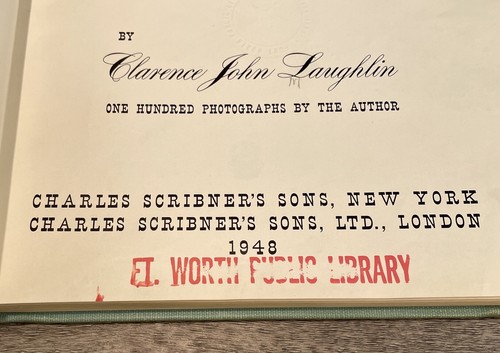 BY
Clarence John Laughlin
ONE HUNDRED PHOTOGRAPHS BY THE AUTHOR
CHARLES SCRIBNER'S SONS, NEW YORK
CHARLES SCRIBNER'S SONS, LTD., LONDON
1948
FT. WORTH PUBLIC LIBRARY